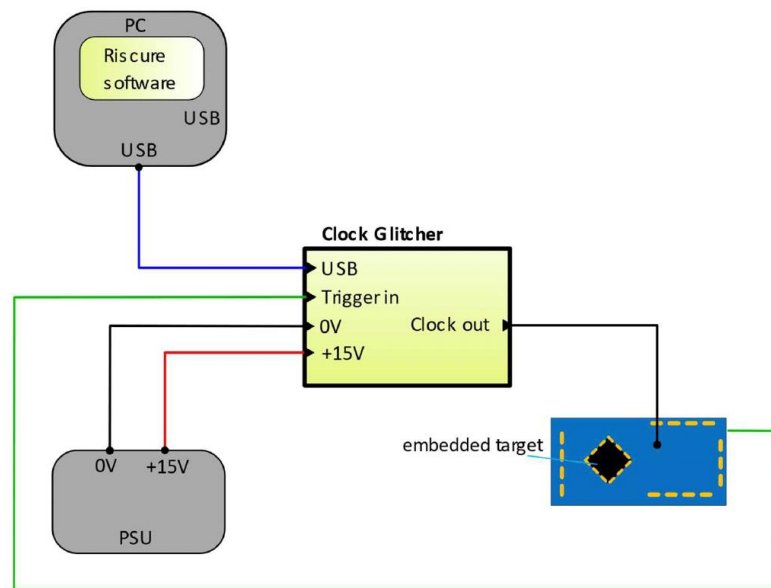 PC
Riscure
software
USB
USB
Clock Glitcher
USB
Trigger in
0V
Clock out
+15V
embedded target
0V
+15V
PSU